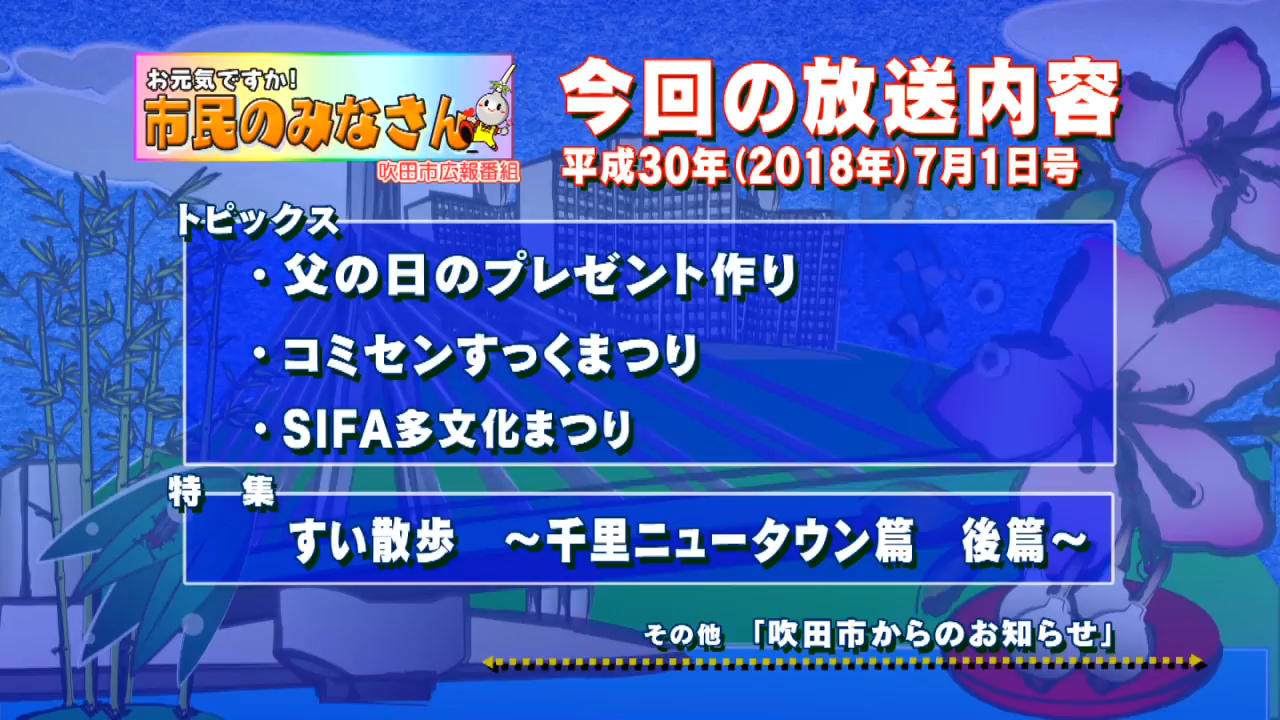 お元気ですか!
市民のみなさん
吹田市広報番組
今回の放送内容
平成30年(2018年)7月1日号
トピックス
・父の日のプレゼント作り
・コミセンすっくまつり
・SIFA多文化まつり
特 集
すい散歩 〜千里ニュータウン篇 後篇〜
その他 「吹田市からのお知らせ」